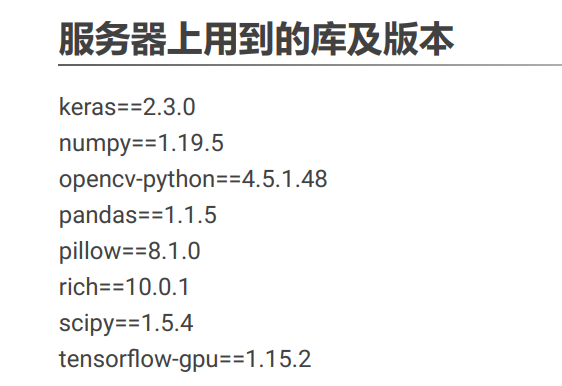 服务器上用到的库及版本
keras==2.3.0
numpy==1.19.5
opencv-python==4.5.1.48
pandas==1.1.5
pillow==8.1.0
rich==10.0.1
scipy==1.5.4
tensorflow-gpu==1.15.2